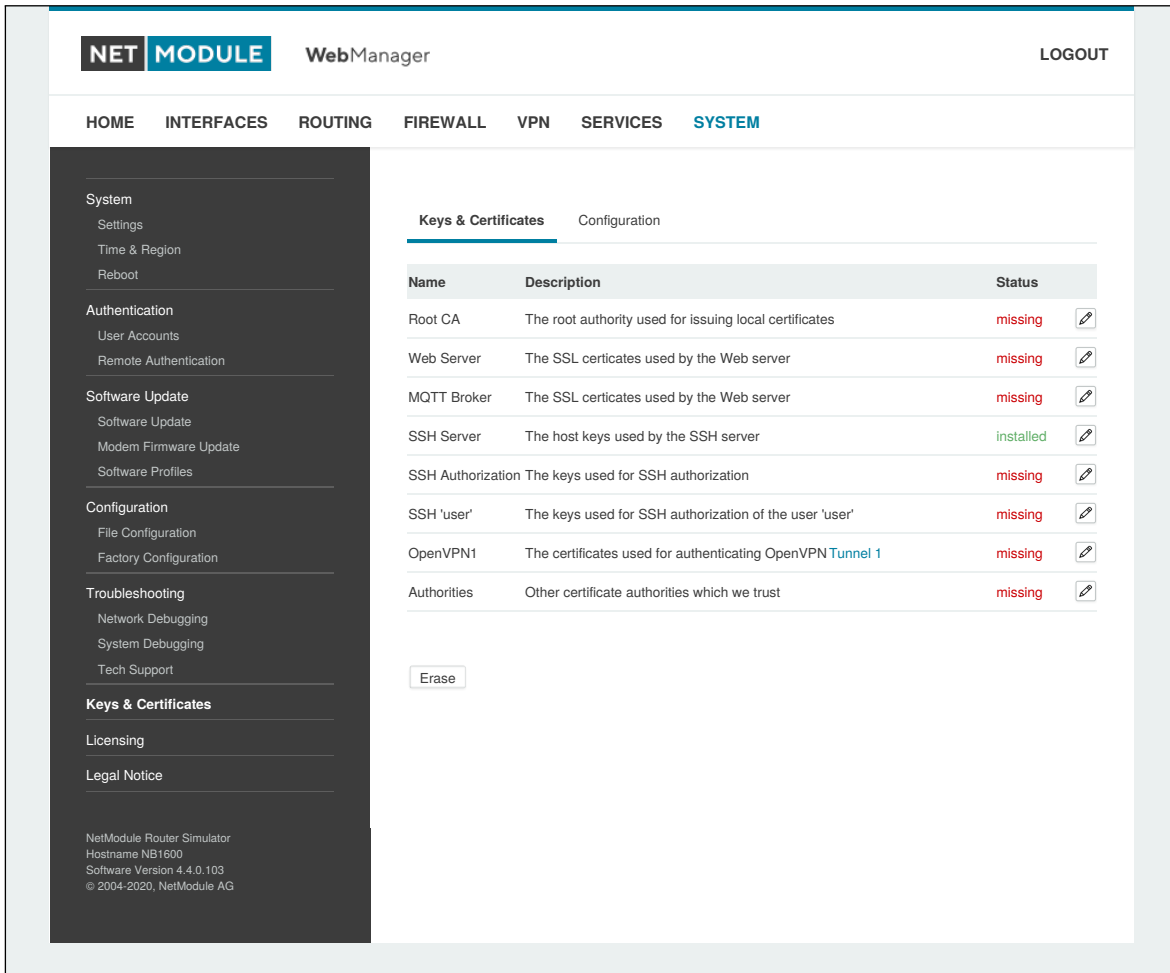 NET MODULE WebManager LOGOUT
HOME INTERFACES ROUTING FIREWALL VPN SERVICES SYSTEM
System
Settings
Time & Region
Reboot
Authentication
User Accounts
Remote Authentication
Software Update
Software Update
Modem Firmware Update
Software Profiles
Configuration
File Configuration
Factory Configuration
Troubleshooting
Network Debugging
System Debugging
Tech Support
Keys & Certificates
Licensing
Legal Notice
NetModule Router Simulator
Hostname NB1600
Software Version 4.4.0.103
© 2004-2020, NetModule AG
Keys & Certificates Configuration
Name Description Status
Root CA The root authority used for issuing local certificates missing
Web Server The SSL certicates used by the Web server missing
MQTT Broker The SSL certicates used by the Web server missing
SSH Server The host keys used by the SSH server installed
SSH Authorization The keys used for SSH authorization missing
SSH 'user' The keys used for SSH authorization of the user 'user' missing
OpenVPN1 The certificates used for authenticating OpenVPN Tunnel 1 missing
Authorities Other certificate authorities which we trust missing
Erase